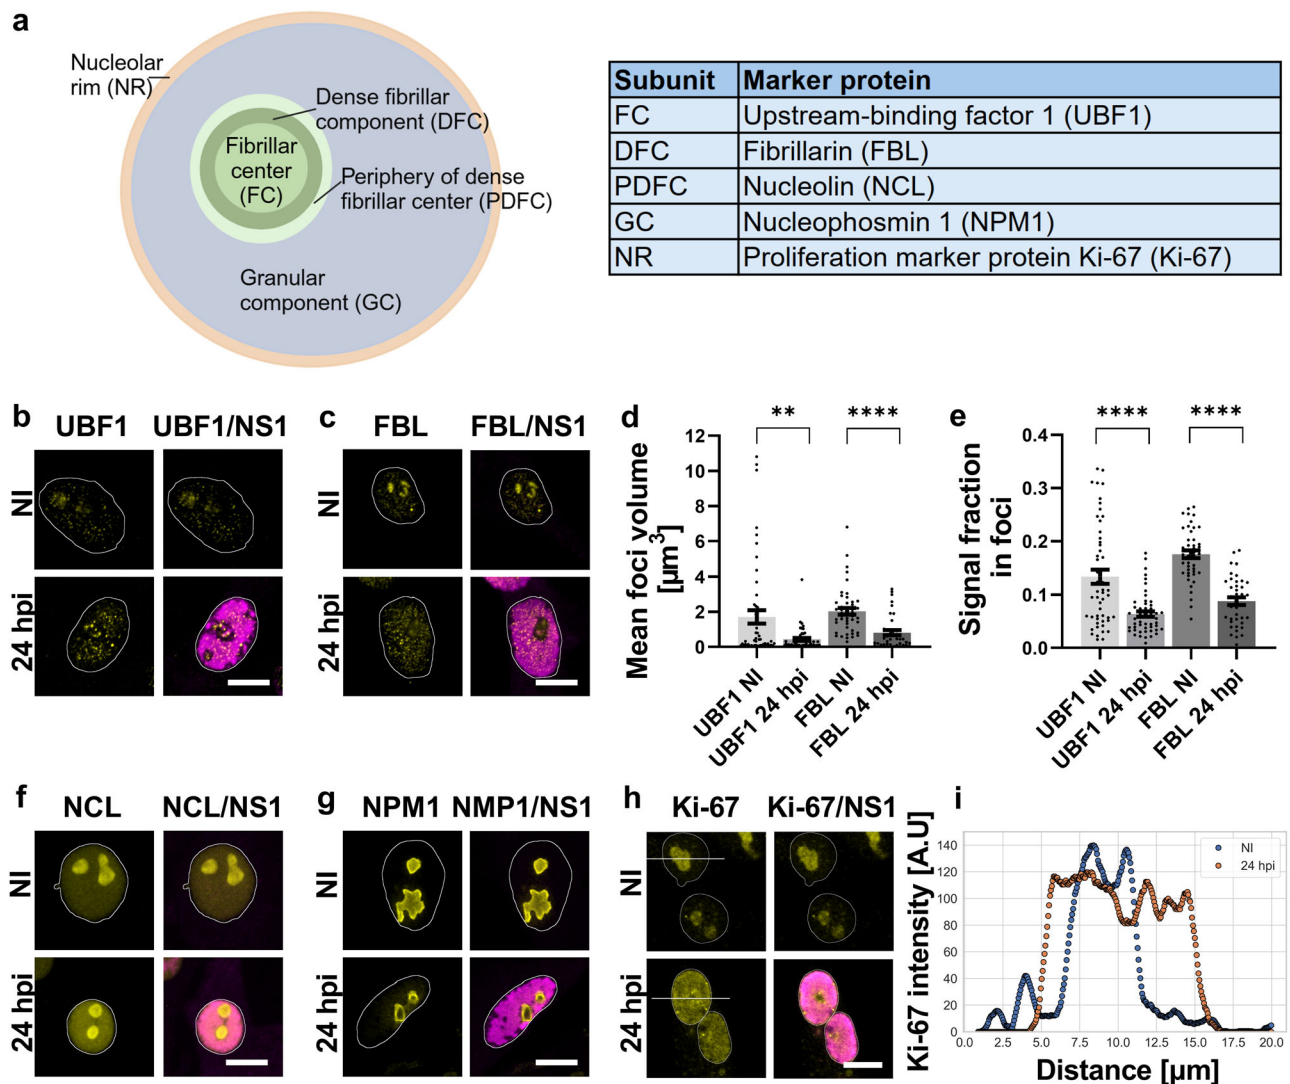 a
Nucleolar
rim (NR)
Dense fibrillar
component (DFC)
Fibrillar
center
(FC)
Periphery of dense
fibrillar center (PDFC)
Granular
component (GC)
Subunit Marker protein
FC Upstream-binding factor 1 (UBF1)
DFC Fibrillarin (FBL)
PDFC Nucleolin (NCL)
GC Nucleophosmin 1 (NPM1)
NR Proliferation marker protein Ki-67 (Ki-67)
b
UBF1 UBF1/NS1
NI
24 hpi
c
FBL FBL/NS1
NI
24 hpi
d
Mean foci volume
[µm³]
12
10
8
6
4
2
0
** ****
UBF1 NI
UBF1 24 hpi
FBL NI
FBL 24 hpi
e
Signal fraction
in foci
0.4
0.3
0.2
0.1
0.0
**** ****
UBF1 NI
UBF1 24 hpi
FBL NI
FBL 24 hpi
f
NCL NCL/NS1
NI
24 hpi
g
NPM1 NMP1/NS1
NI
24 hpi
h
Ki-67 Ki-67/NS1
NI
24 hpi
i
Ki-67 intensity [A.U
140
120
100
80
60
40
20
0
NI
24 hpi
0.0 2.5 5.0 7.5 10.0 12.5 15.0 17.5 20.0
Distance [µm]